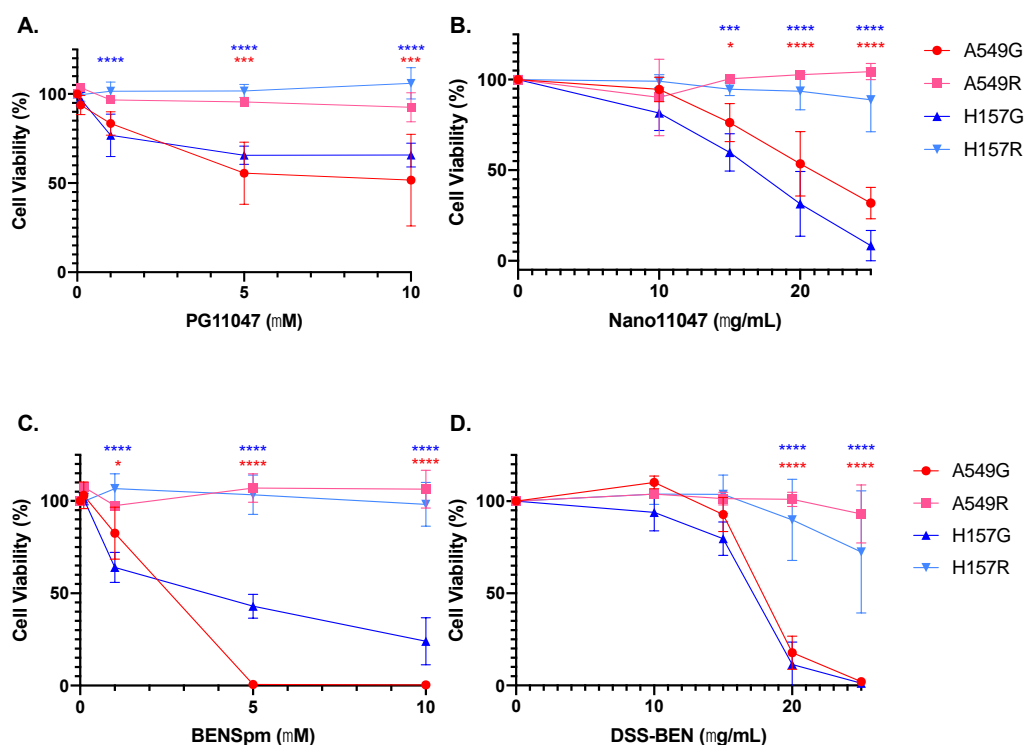 A.
**** **** ****
*** ***
100
50
0
0 5 10
Cell Viability (%)
PG11047 (mM)
B.
*** **** ****
* **** ****
100
50
0
0 10 20
Cell Viability (%)
Nano11047 (mg/mL)
A549G
A549R
H157G
H157R
C.
**** **** ****
* **** ****
100
50
0
0 5 10
Cell Viability (%)
BENSpm (mM)
D.
**** ****
**** ****
100
50
0
0 10 20
Cell Viability (%)
DSS-BEN (mg/mL)
A549G
A549R
H157G
H157R